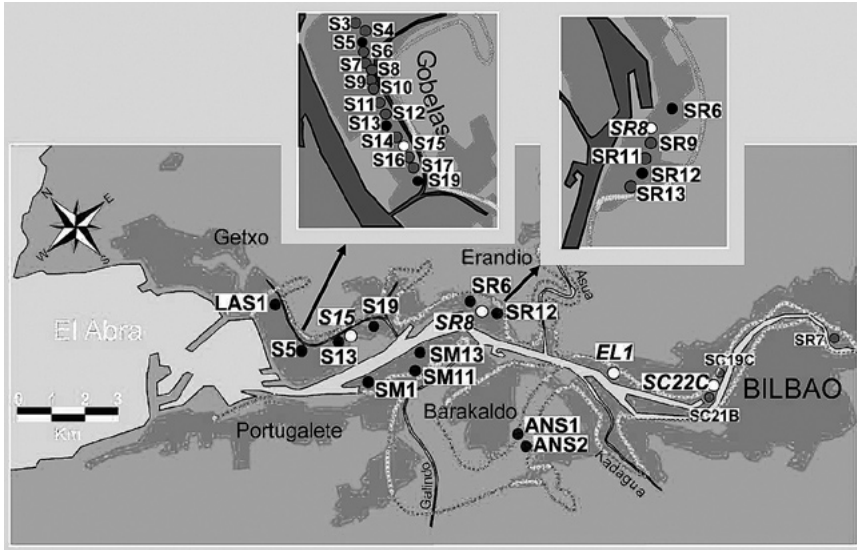 S3
S4
S5
S6
S7
S8
S9
S10
S11
S12
S13
S14
S15
S16
S17
S19
Gobelas
SR6
SR8
SR9
SR11
SR12
SR13
N
E
W
S
Getxo
Erandio
Asua
LAS1
S15
S19
SR6
SR12
SR8
El Abra
S5
S13
SM13
SM11
SM1
EL1
SC19C
SR7
SC22C
BILBAO
SC21B
0 1 2 3
Km
Portugalete
Barakaldo
ANS1
ANS2
Galindo
Kadagua